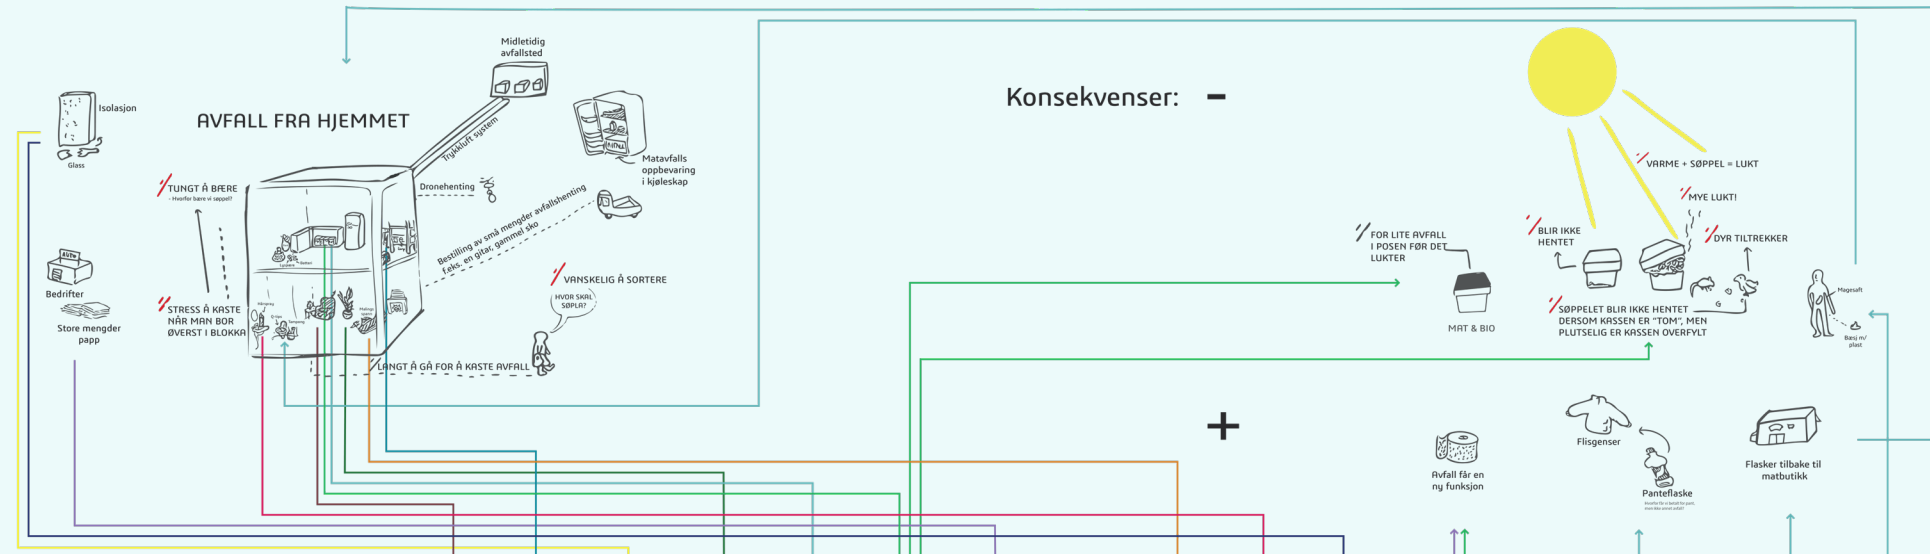 Isolasjon
Glass
AVFALL FRA HJEMMET
Midletidig
avfallsted
Trykkluft system
Matavfalls
oppbevaring
i kjøleskap
Dronehenting
Bestilling av små mengder avfallshenting
f.eks. en gitar, gammel sko
TUNGT Å BÆRE
- Hvorfor bære vi søppel?
STRESS Å KASTE
NÅR MAN BOR
ØVERST I BLOKKA
VANSKELIG Å SORTERE
HVOR SKAL
SØPLA?
LANGT Å GÅ FOR Å KASTE AVFALL
Bedrifter
Store mengder
papp
Konsekvenser: -
VARME + SØPPEL = LUKT
MYE LUKT!
DYR TILTREKKER
BLIR IKKE
HENTET
FOR LITE AVFALL
I POSEN FØR DET
LUKTER
MAT & BIO
SØPPELET BLIR IKKE HENTET
DERSOM KASSEN ER "TOM", MEN
PLUTSELIG ER KASSEN OVERFYLT
Magesaft
Bæsj m/
plast
+
Avfall får en
ny funksjon
Flisgenser
Panteflaske
Flasker tilbake til
matbutikk